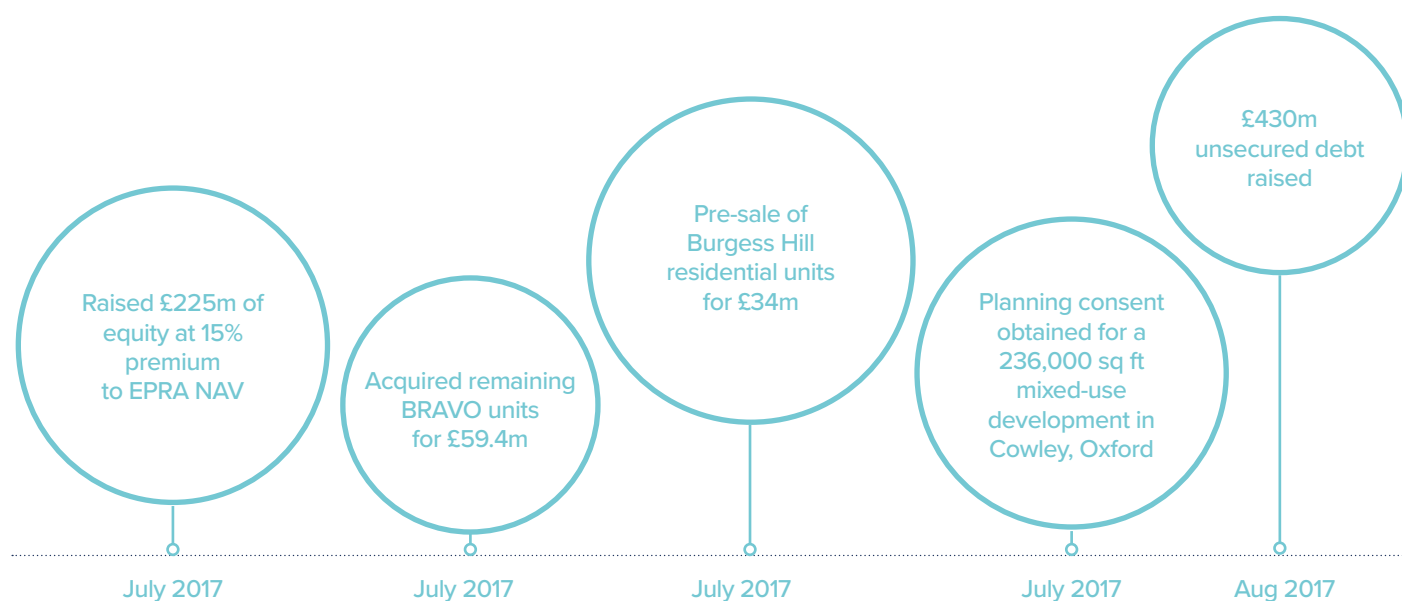 Raised £225m of
equity at 15%
premium
to EPRA NAV
July 2017
Acquired remaining
BRAVO units
for £59.4m
July 2017
Pre-sale of
Burgess Hill
residential units
for £34m
July 2017
Planning consent
obtained for a
236,000 sq ft
mixed-use
development in
Cowley, Oxford
July 2017
£430m
unsecured debt
raised
Aug 2017